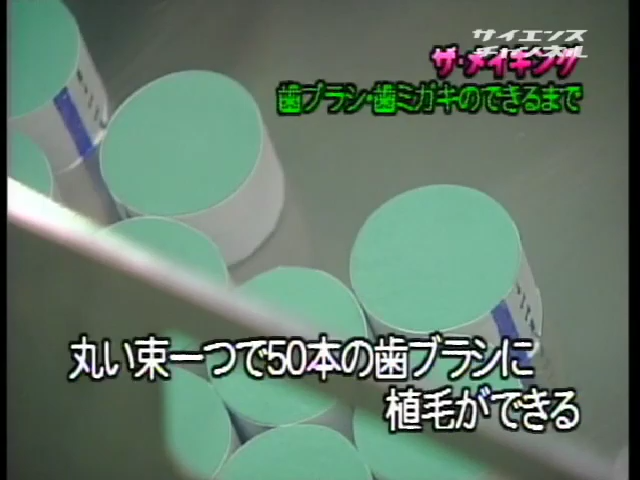 サイエンス
チャンネル
ザ・メイキング
歯ブラシ・歯ミガキのできるまで
丸い束一つで50本の歯ブラシに
植毛ができる